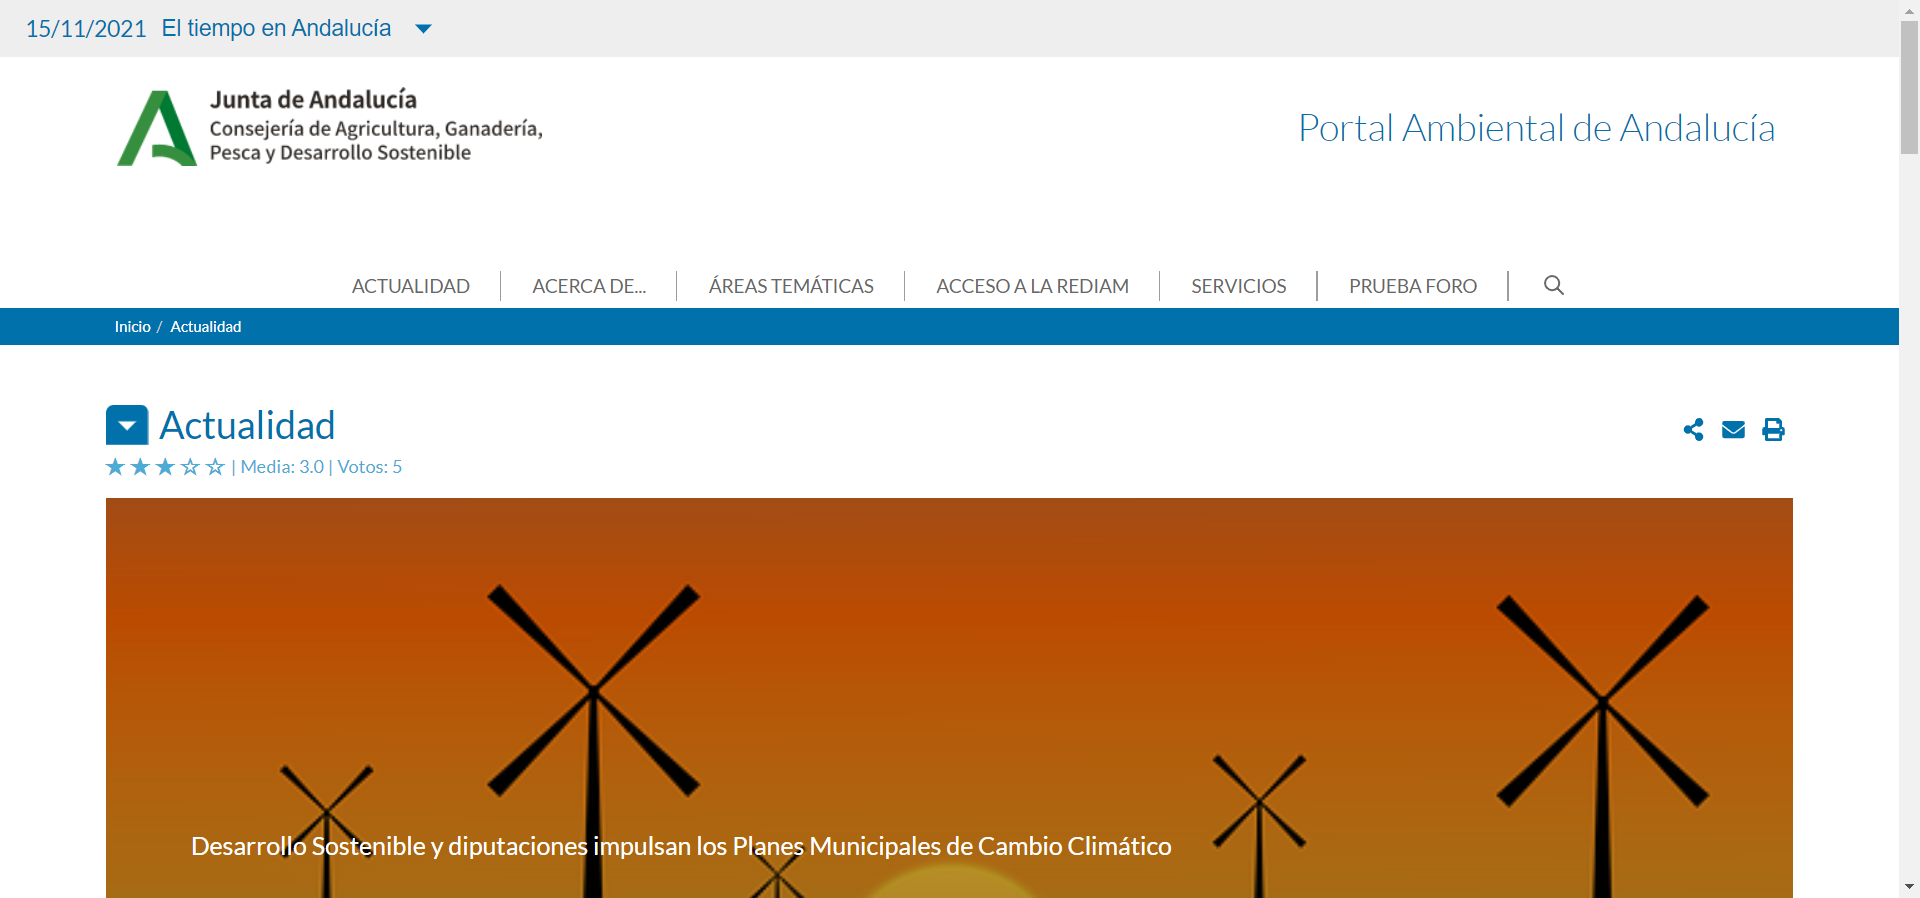 15/11/2021 El tiempo en Andalucía
Junta de Andalucía
Consejería de Agricultura, Ganadería,
Pesca y Desarrollo Sostenible
Portal Ambiental de Andalucía
ACTUALIDAD ACERCA DE... ÁREAS TEMÁTICAS ACCESO A LA REDIAM SERVICIOS PRUEBA FORO
Inicio / Actualidad
Actualidad
| Media: 3.0 | Votos: 5
Desarrollo Sostenible y diputaciones impulsan los Planes Municipales de Cambio Climático